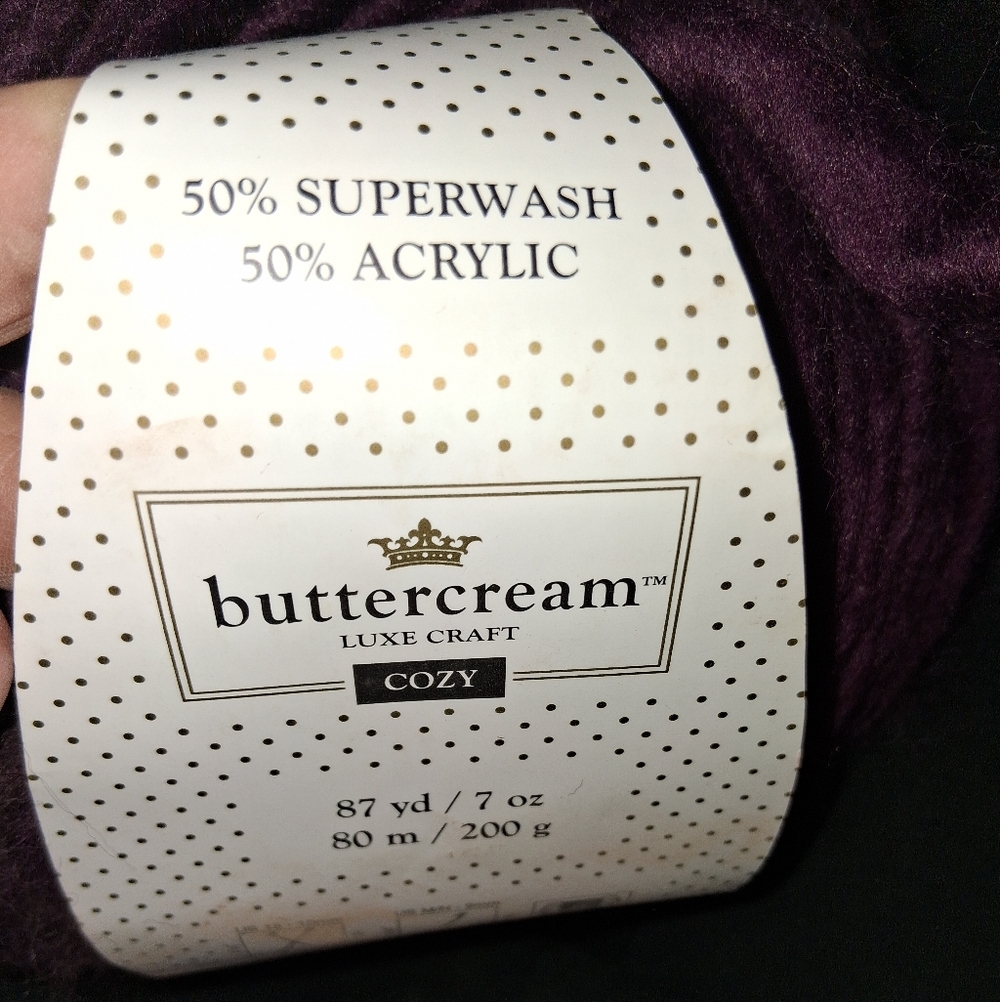 50% SUPERWASH
50% ACRYLIC
buttercream™
LUXE CRAFT
COZY
87 yd / 7 oz
80 m / 200 g